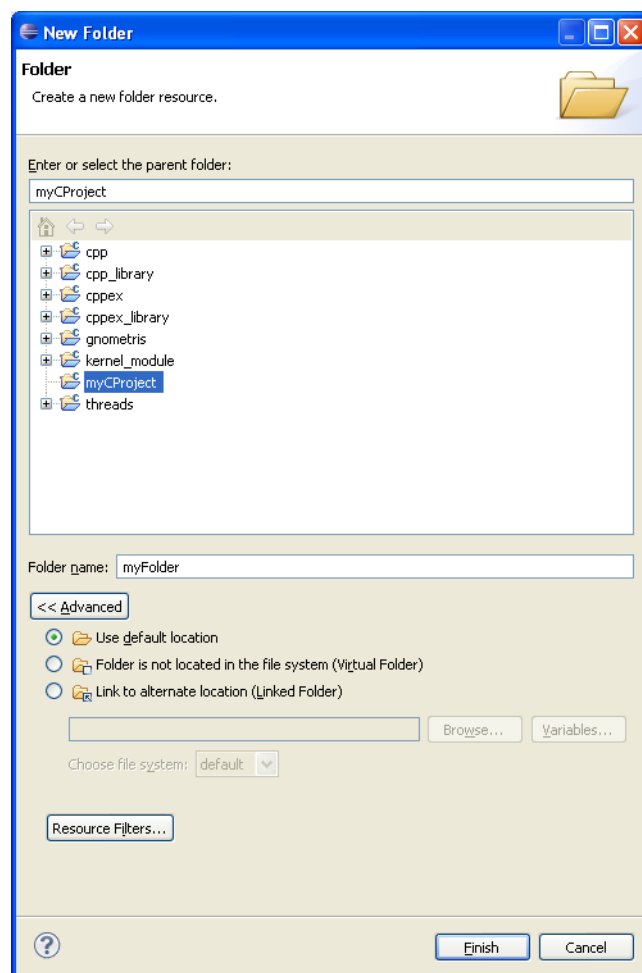 New Folder
Folder
Create a new folder resource.
Enter or select the parent folder:
myCProject
cpp
cpp_library
cppex
cppex_library
gnometris
kernel_module
myCProject
threads
Folder name: myFolder
<< Advanced
Use default location
Folder is not located in the file system (Virtual Folder)
Link to alternate location (Linked Folder)
Browse... Variables...
Choose file system: default
Resource Filters...
? Finish Cancel